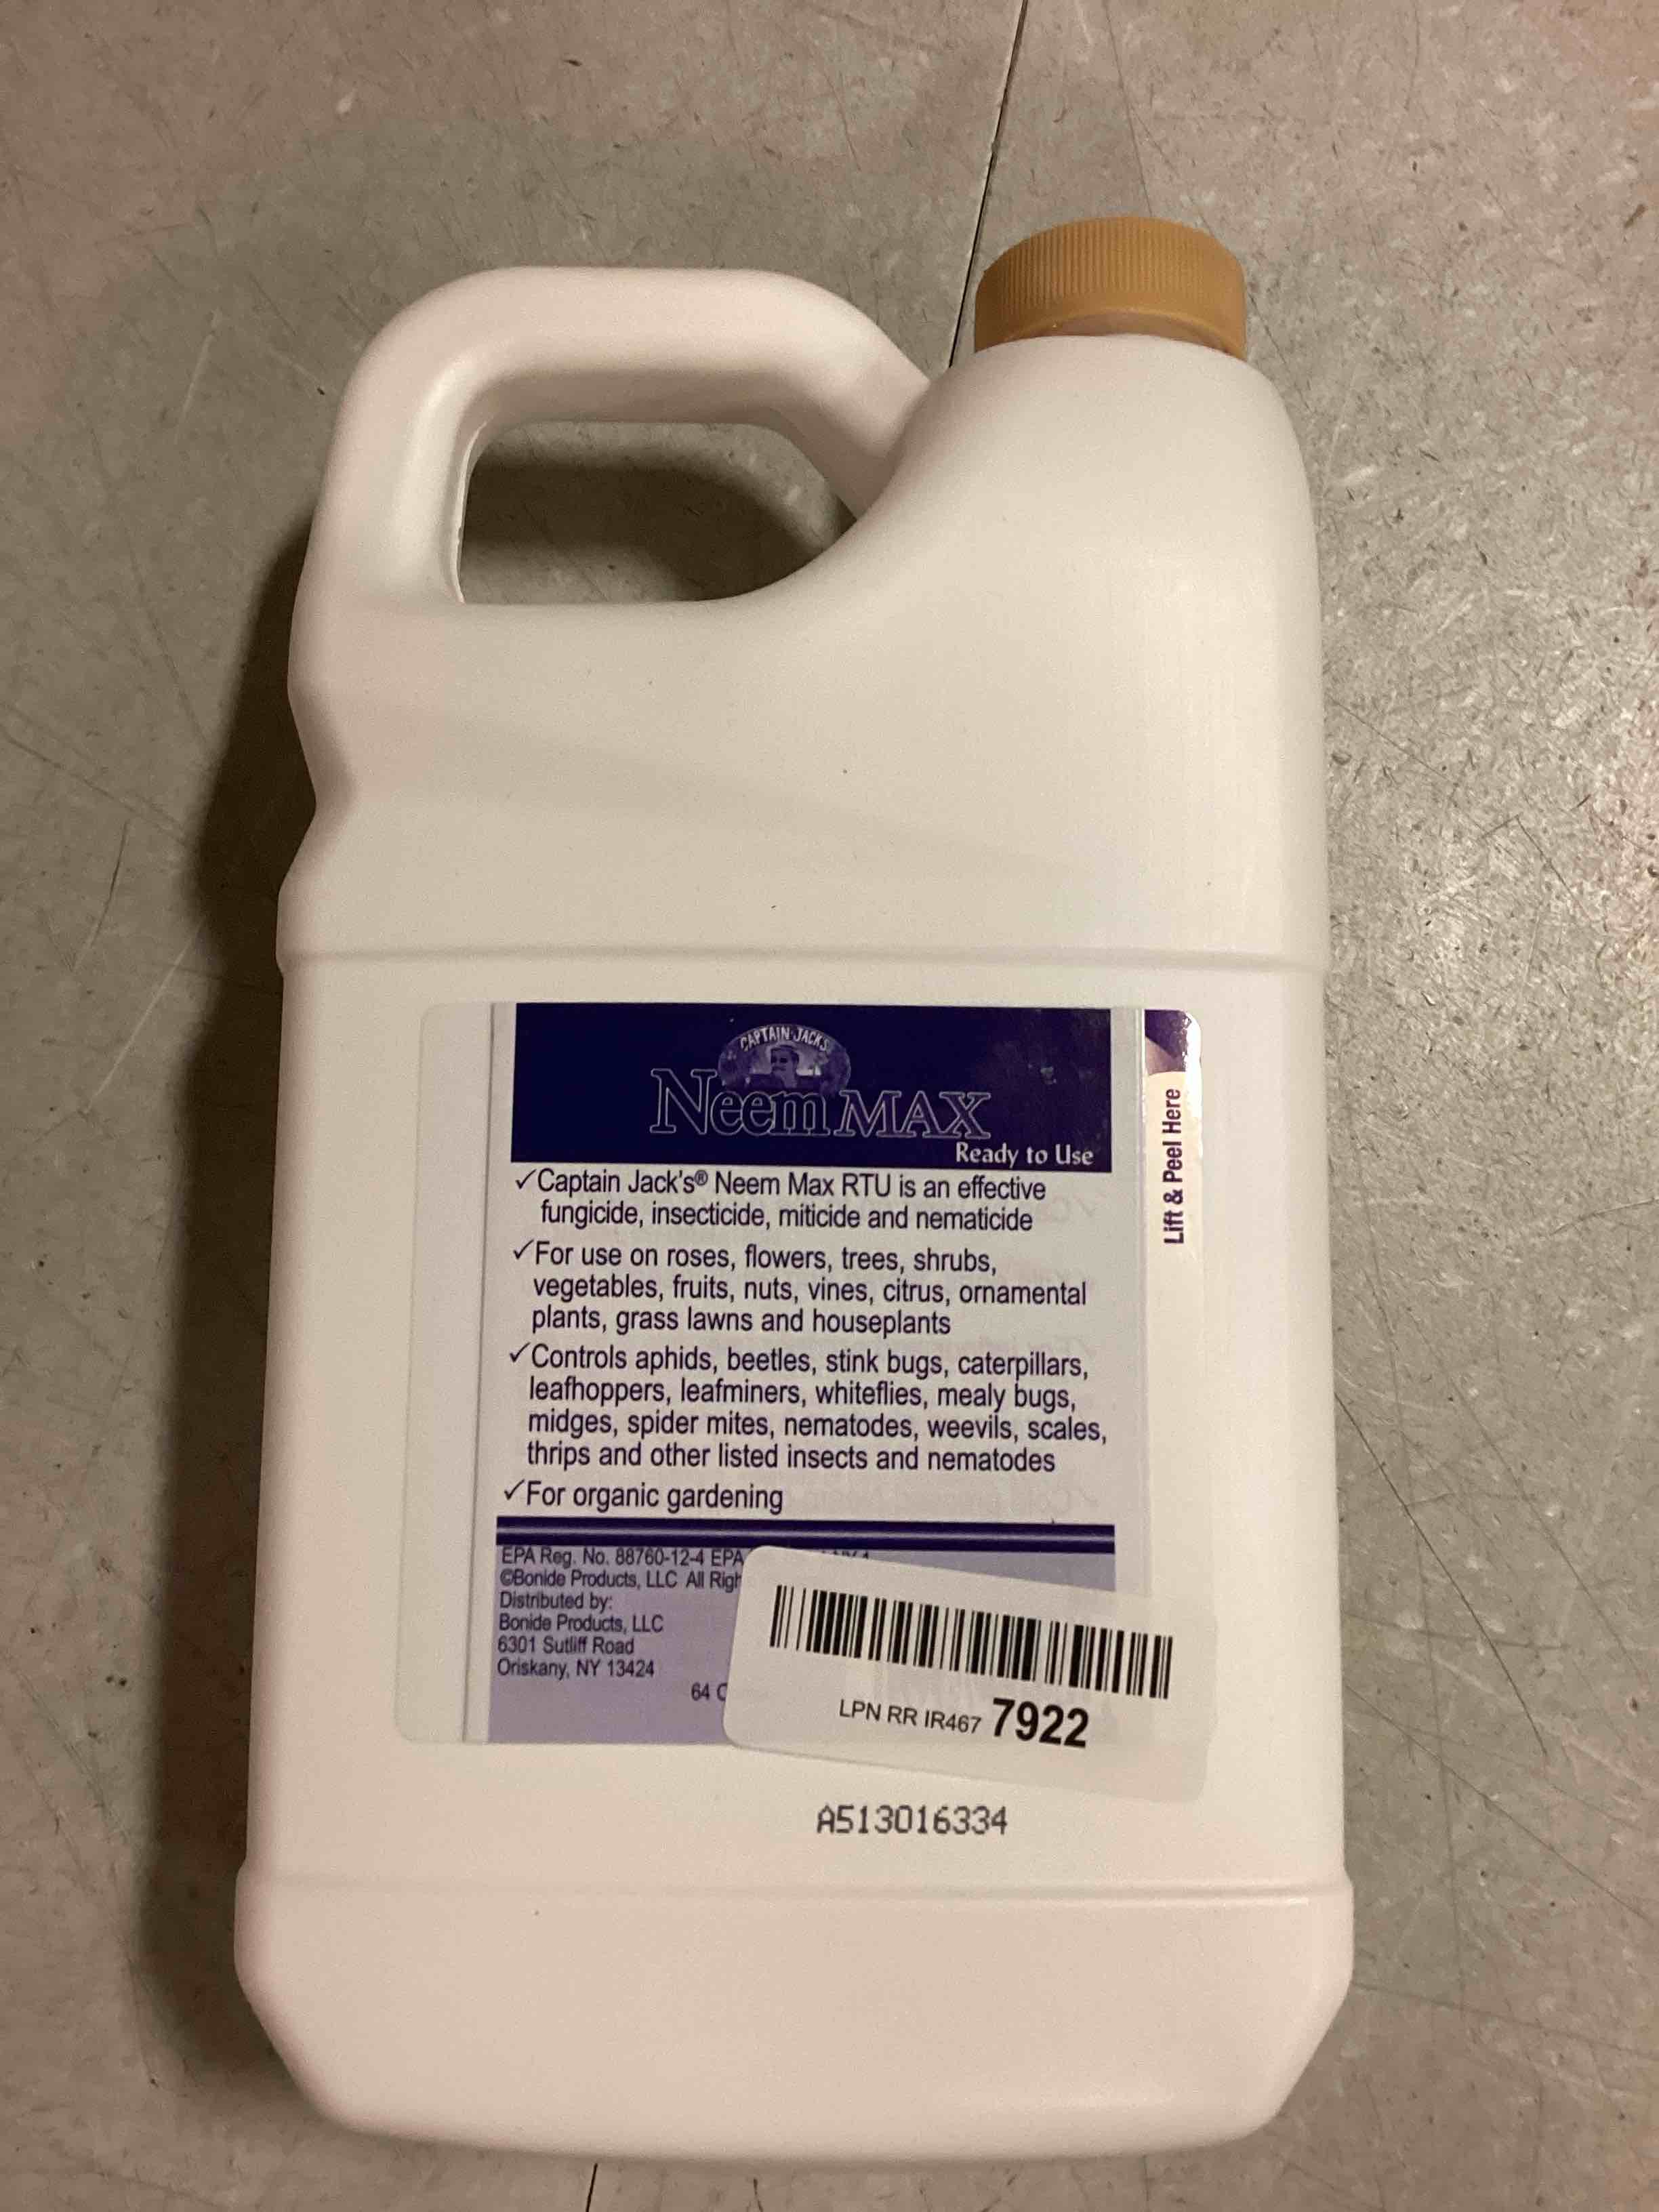 CAPTAIN JACK'S
Neem MAX
Ready to Use
✓Captain Jack's® Neem Max RTU is an effective
fungicide, insecticide, miticide and nematicide
✓For use on roses, flowers, trees, shrubs,
vegetables, fruits, nuts, vines, citrus, ornamental
plants, grass lawns and houseplants
✓Controls aphids, beetles, stink bugs, caterpillars,
leafhoppers, leafminers, whiteflies, mealy bugs,
midges, spider mites, nematodes, weevils, scales,
thrips and other listed insects and nematodes
✓For organic gardening
EPA Reg. No. 88760-12-4 EPA
©Bonide Products, LLC All
Distributed by:
Bonide Products, LLC
6301 Sutliff Road
Oriskany, NY 13424
64
Lift & Peel Here
LPN RR IR467 7922
A513016334